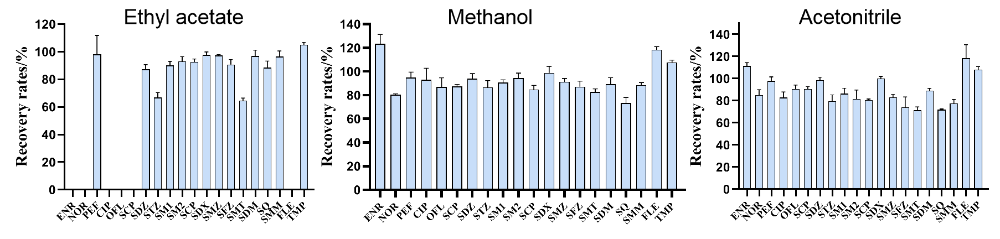 Ethyl acetate
Recovery rates/%
120
100
80
60
40
20
0
ENR NOR PEF CIP OFL SCP SDZ STZ SM1 SM2 SCP SDX SMZ SFZ SMT SDM SQ SMM FLE TMP
Methanol
Recovery rates/%
140
120
100
80
60
40
20
0
ENR NOR PEF CIP OFL SCP SDZ STZ SM1 SM2 SCP SDX SMZ SFZ SMT SDM SQ SMM FLE TMP
Acetonitrile
Recovery rates/%
140
120
100
80
60
40
20
0
ENR NOR PEF CIP OFL SCP SDZ STZ SM1 SM2 SCP SDX SMZ SFZ SMT SDM SQ SMM FLE TMP